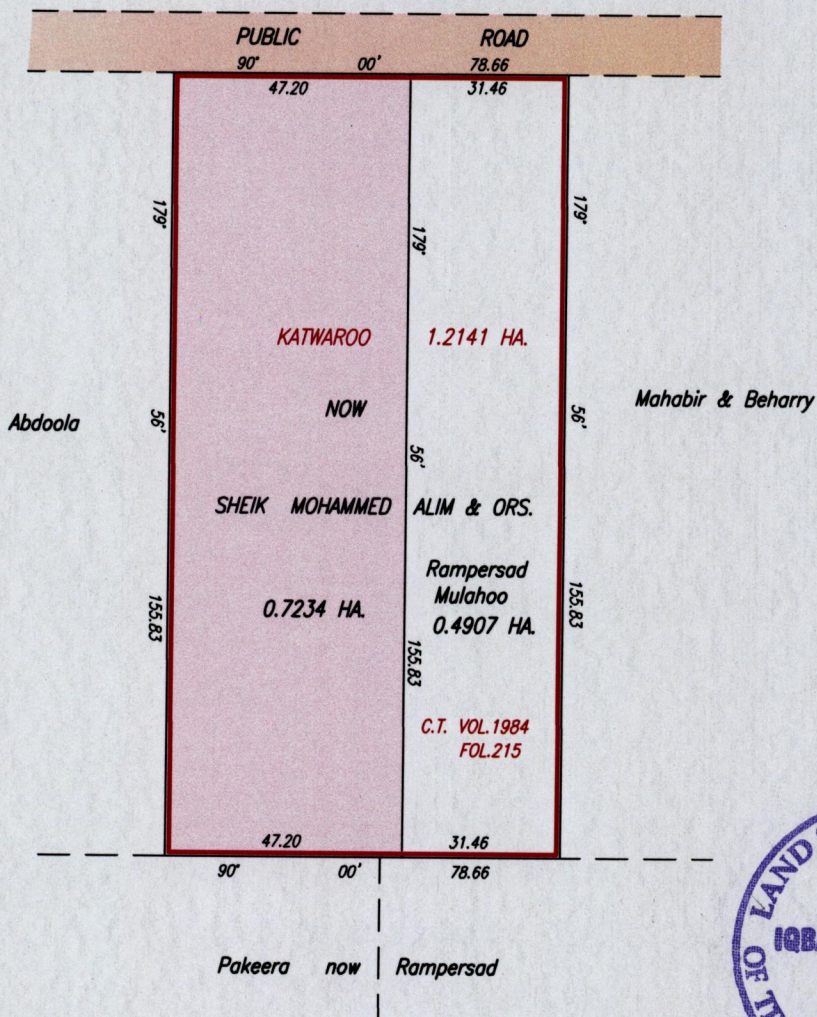 PUBLIC ROAD
90° 00' 78.66
47.20 31.46
179° 179° 179°
KATWAROO 1.2141 HA.
NOW
Mahabir & Beharry
Abdoola
56' 56' 56'
SHEIK MOHAMMED ALIM & ORS.
Rampersad
Mulahoo
0.7234 HA.
0.4907 HA.
155.83 155.83 155.83
C.T. VOL.1984
FOL.215
47.20 31.46
90° 00' 78.66
Pakeera now Rampersad
OF LAND